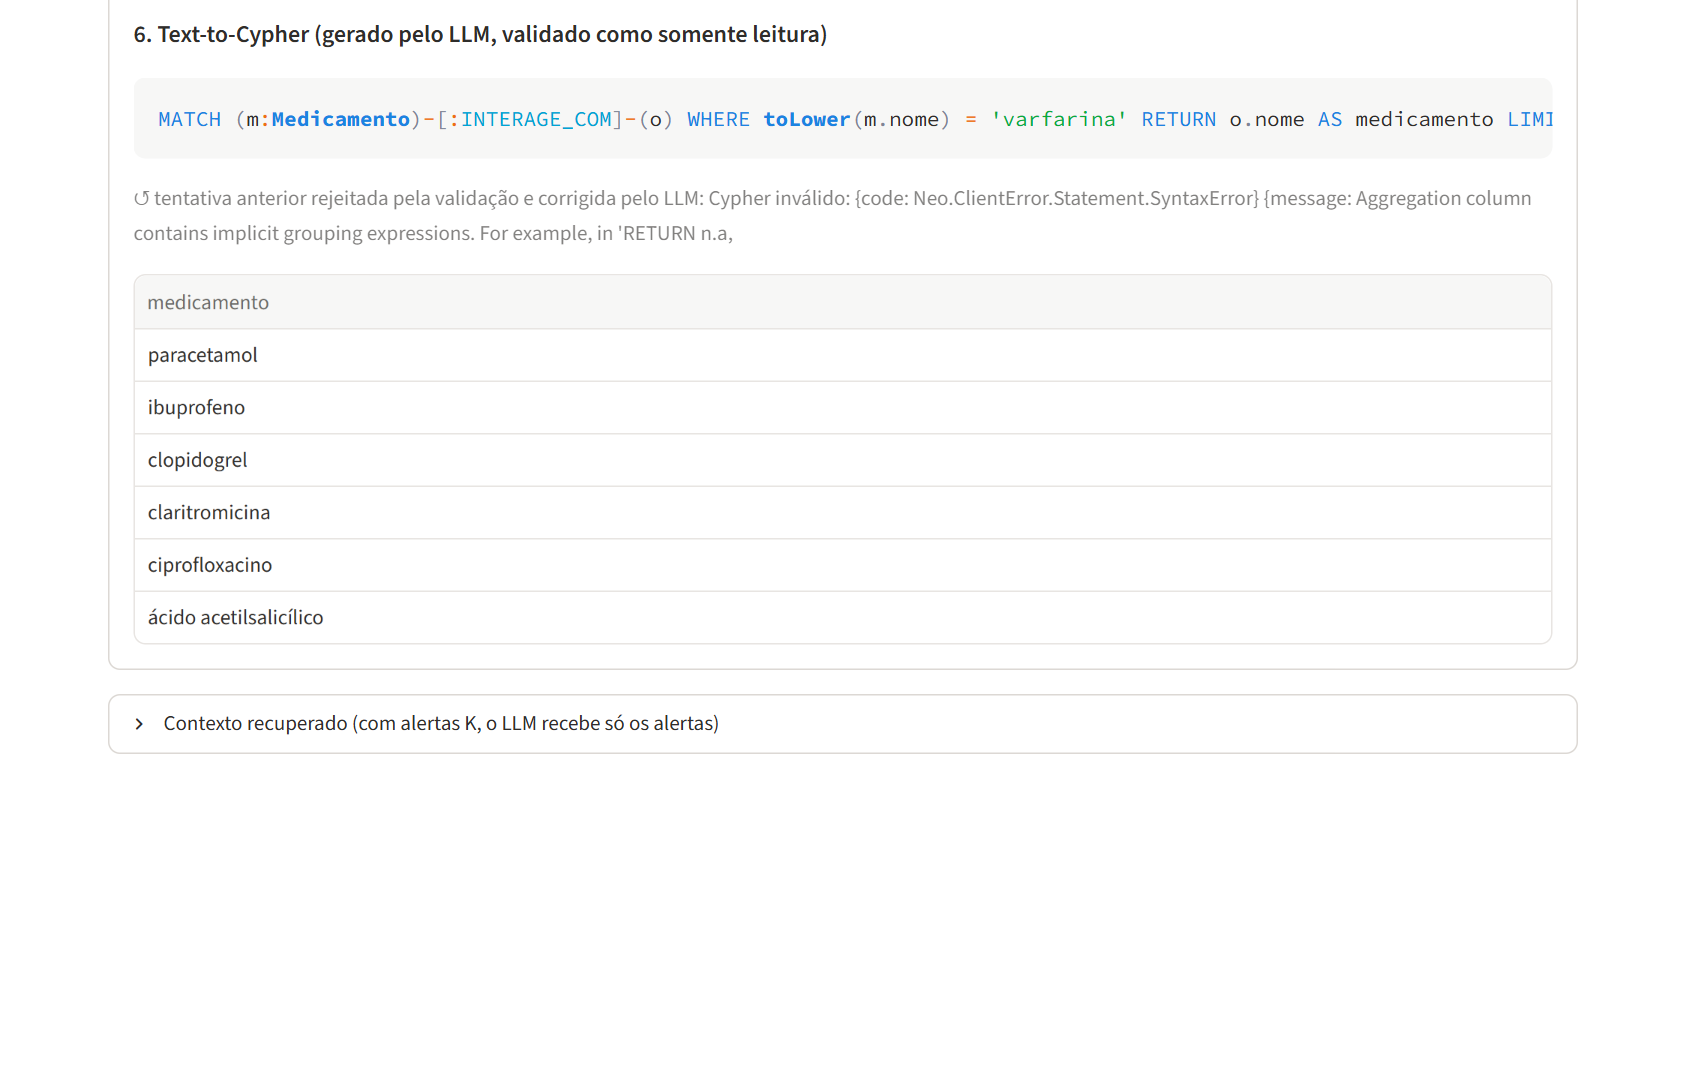 6. Text-to-Cypher (gerado pelo LLM, validado como somente leitura)
MATCH (m:Medicamento)-[:INTERAGE_COM]-(o) WHERE toLower(m.nome) = 'varfarina' RETURN o.nome AS medicamento LIMI
↺ tentativa anterior rejeitada pela validação e corrigida pelo LLM: Cypher inválido: {code: Neo.ClientError.Statement.SyntaxError} {message: Aggregation column
contains implicit grouping expressions. For example, in 'RETURN n.a,
medicamento
paracetamol
ibuprofeno
clopidogrel
claritromicina
ciprofloxacino
ácido acetilsalicílico
Contexto recuperado (com alertas K, o LLM recebe só os alertas)